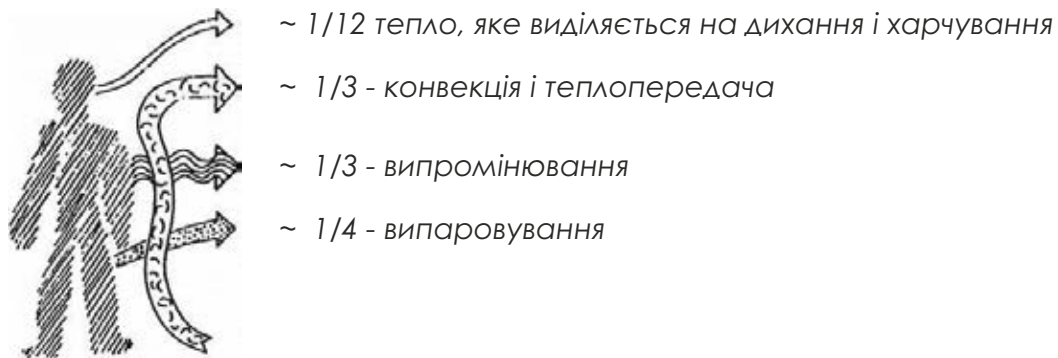 ~ 1/12 тепло, яке виділяється на дихання і харчування
~ 1/3 - конвекція і теплопередача
~ 1/3 - випромінювання
~ 1/4 - випаровування